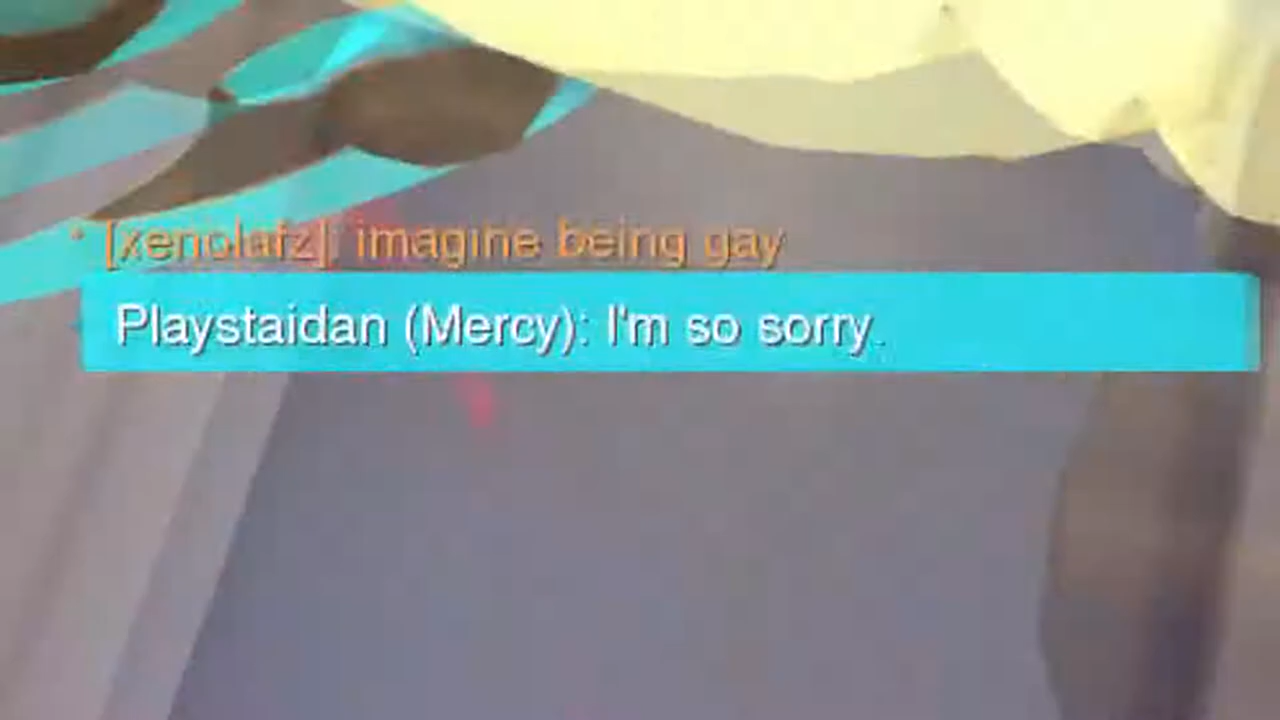 [xenolafz]: imagine being gay
Playstaidan (Mercy): I'm so sorry.